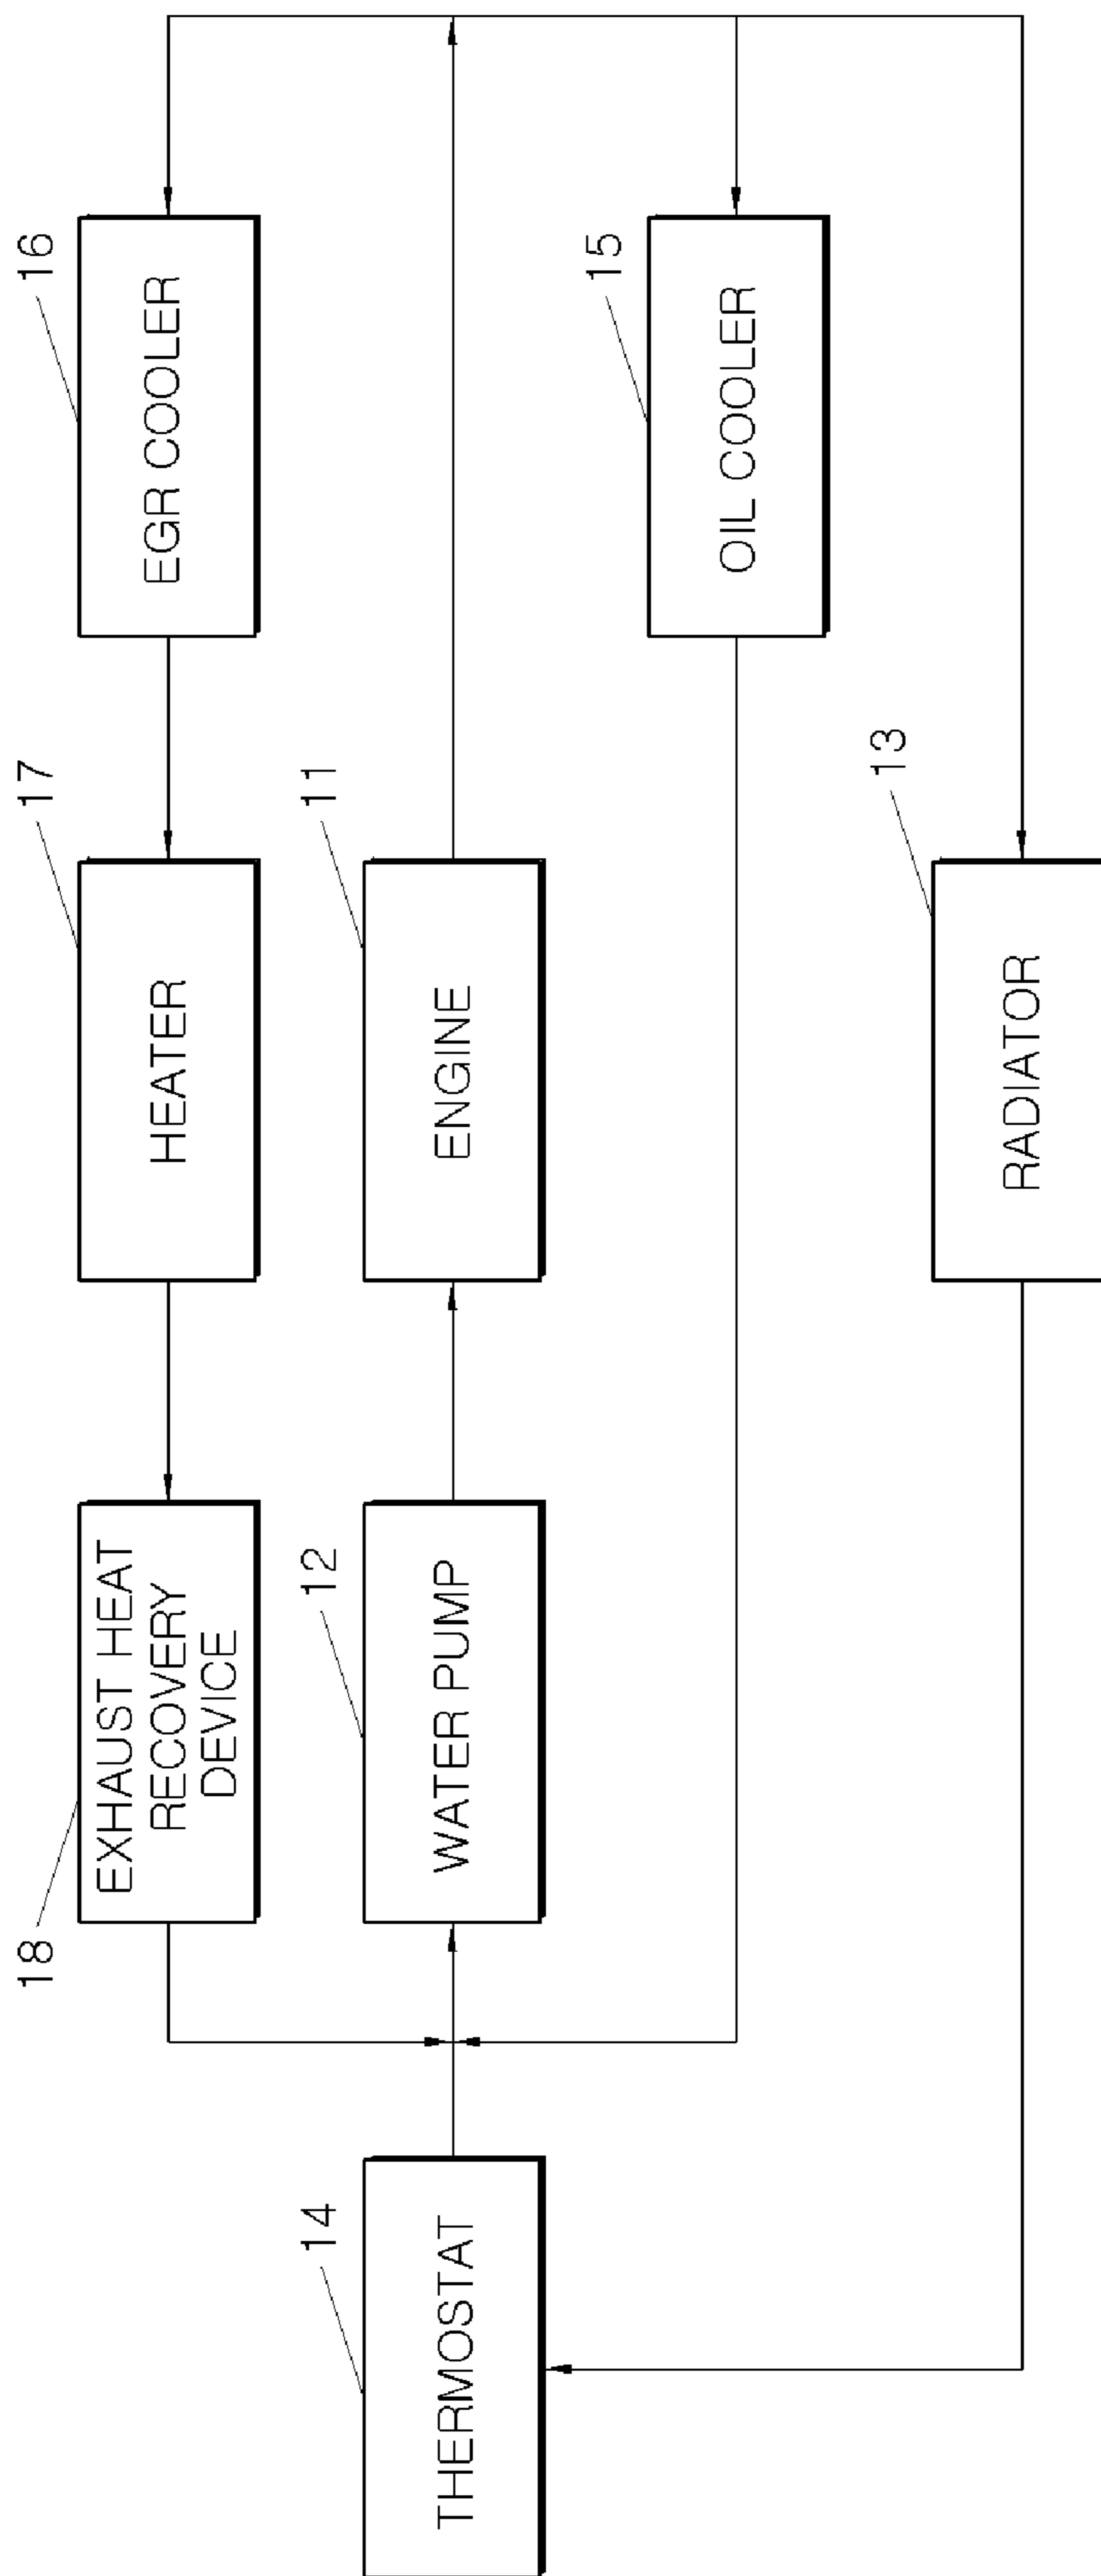 18
EXHAUST HEAT
RECOVERY
DEVICE
17
HEATER
16
EGR COOLER
14
THERMOSTAT
12
WATER PUMP
11
ENGINE
15
OIL COOLER
13
RADIATOR